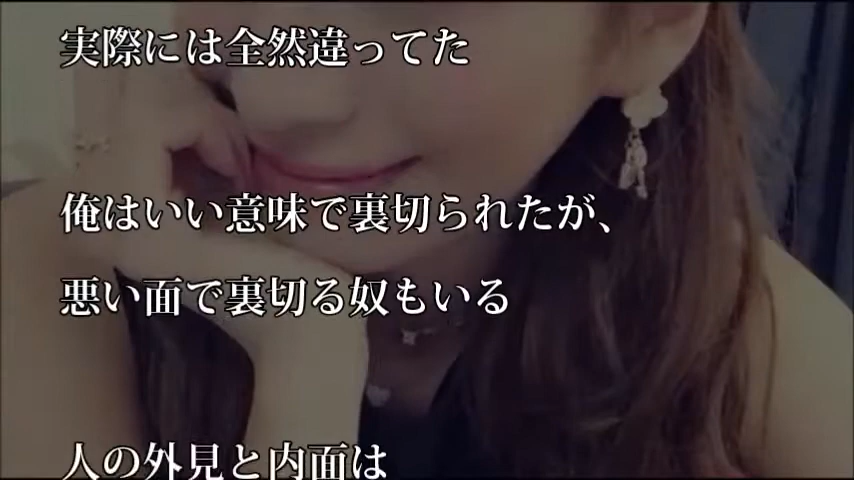 実際には全然違ってた
俺はいい意味で裏切られたが、
悪い面で裏切る奴もいる
人の外見と内面は